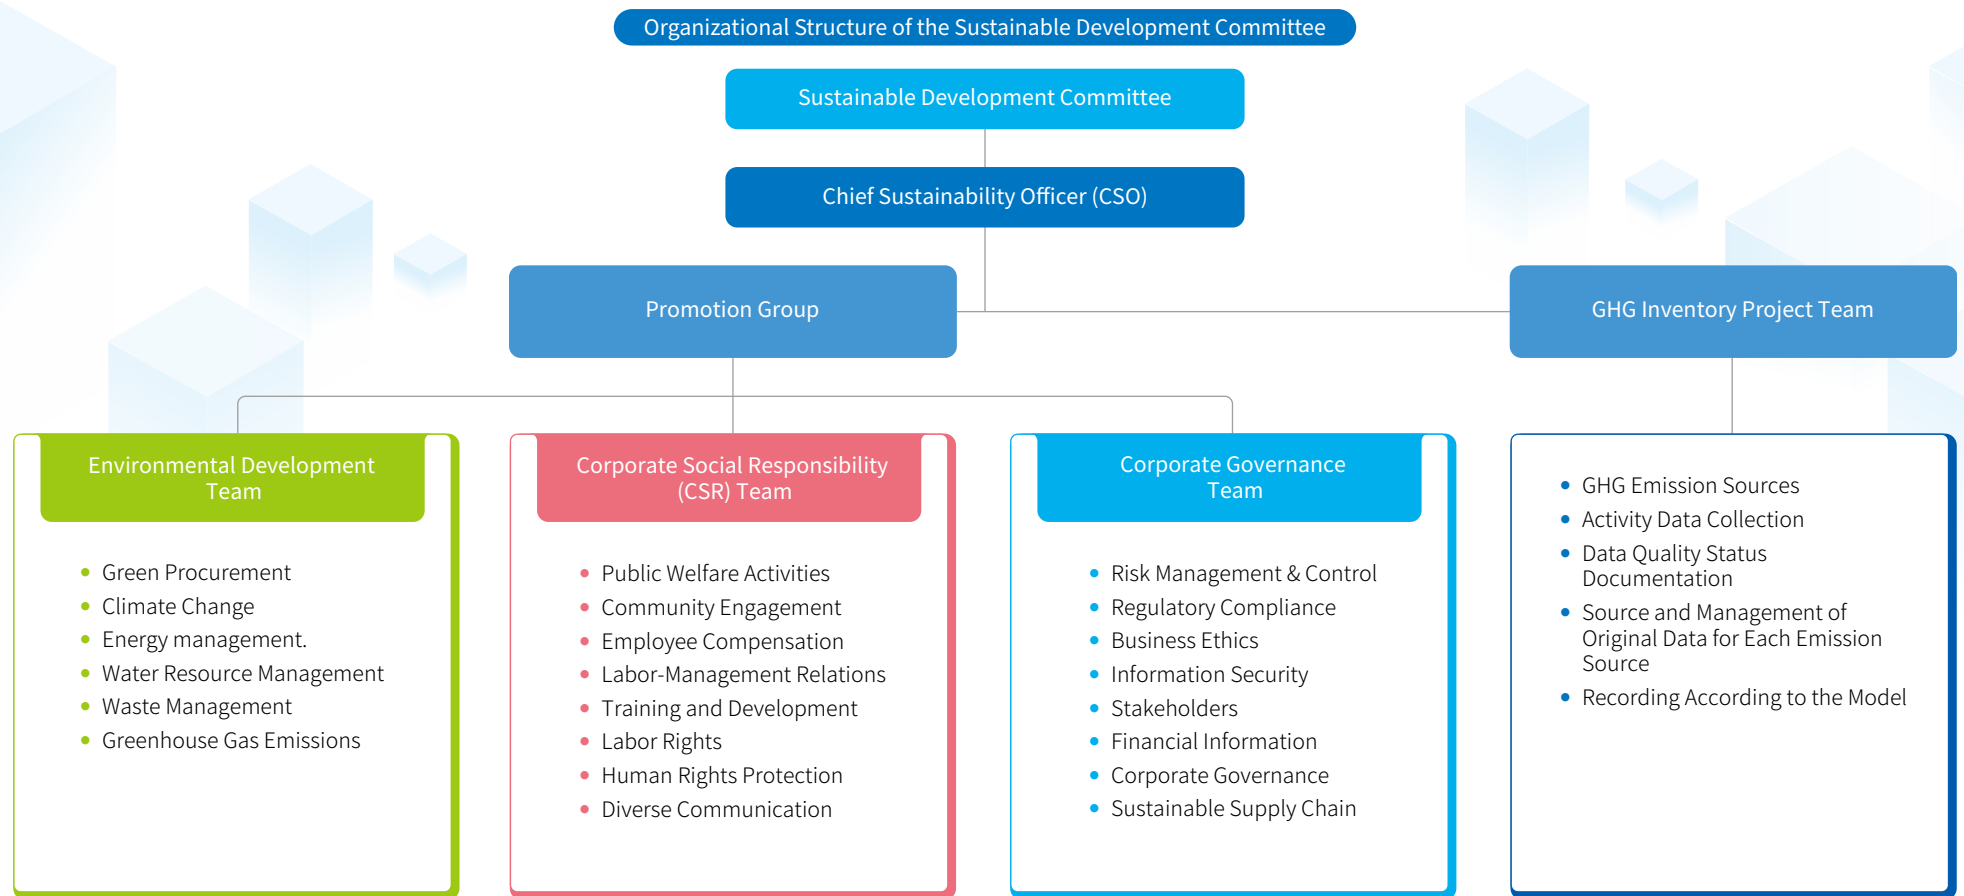 Organizational Structure of the Sustainable Development Committee
Sustainable Development Committee
Chief Sustainability Officer (CSO)
Promotion Group
GHG Inventory Project Team
Environmental Development
Team
• Green Procurement
• Climate Change
• Energy management.
• Water Resource Management
• Waste Management
• Greenhouse Gas Emissions
Corporate Social Responsibility
(CSR) Team
• Public Welfare Activities
• Community Engagement
• Employee Compensation
• Labor-Management Relations
• Training and Development
• Labor Rights
• Human Rights Protection
• Diverse Communication
Corporate Governance
Team
• Risk Management & Control
• Regulatory Compliance
• Business Ethics
• Information Security
• Stakeholders
• Financial Information
• Corporate Governance
• Sustainable Supply Chain
• GHG Emission Sources
• Activity Data Collection
• Data Quality Status
Documentation
• Source and Management of
Original Data for Each Emission
Source
• Recording According to the Model